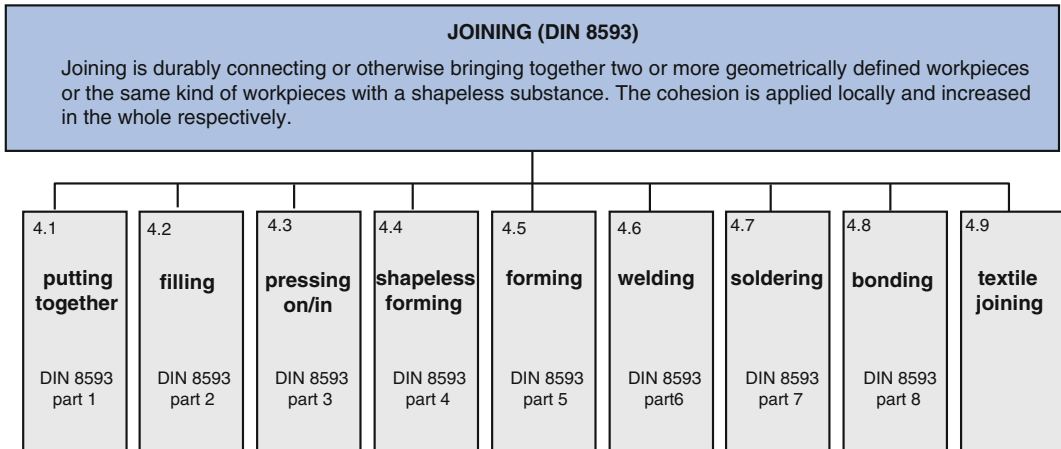 JOINING (DIN 8593)
Joining is durably connecting or otherwise bringing together two or more geometrically defined workpieces
or the same kind of workpieces with a shapeless substance. The cohesion is applied locally and increased
in the whole respectively.
4.1
putting
together
DIN 8593
part 1
4.2
filling
DIN 8593
part 2
4.3
pressing
on/in
DIN 8593
part 3
4.4
shapeless
forming
DIN 8593
part 4
4.5
forming
DIN 8593
part 5
4.6
welding
DIN 8593
part6
4.7
soldering
DIN 8593
part 7
4.8
bonding
DIN 8593
part 8
4.9
textile
joining